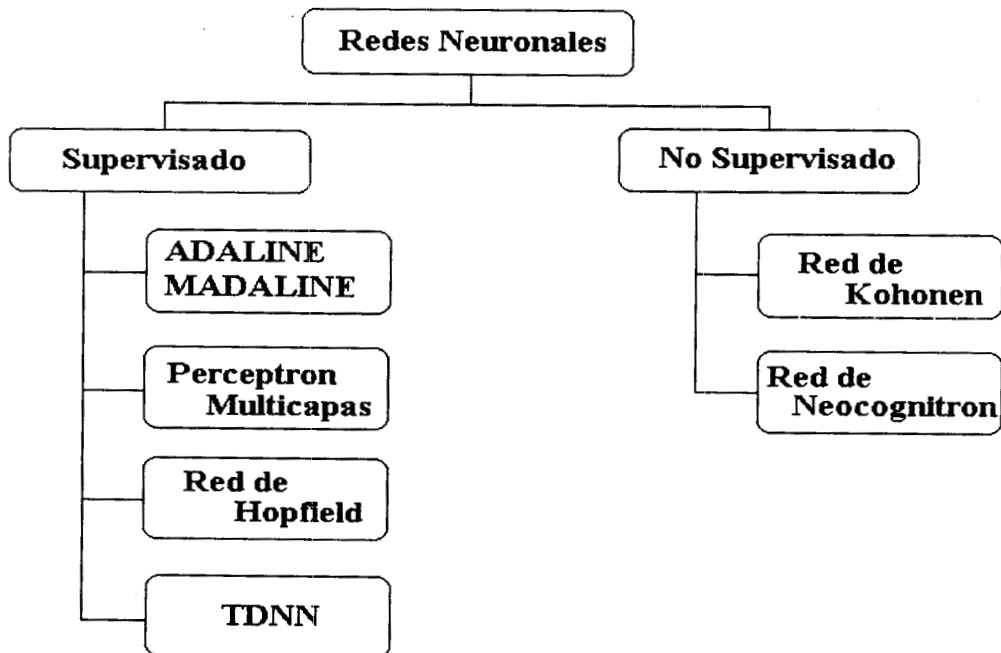 Redes Neuronales
Supervisado
No Supervisado
ADALINE
MADALINE
Perceptron
Multicapas
Red de
Hopfield
TDNN
Red de
Kohonen
Red de
Neocognitron